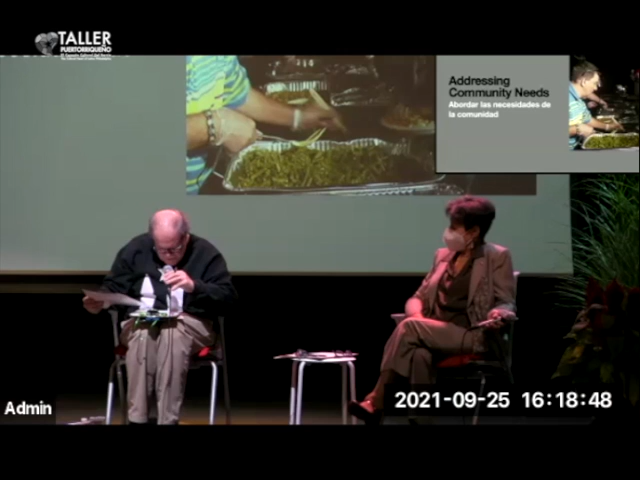 TALLER
PUERTORRIQUEÑO
Addressing
Community Needs
Abordar las necesidades de
la comunidad
Admin
2021-09-25 16:18:48